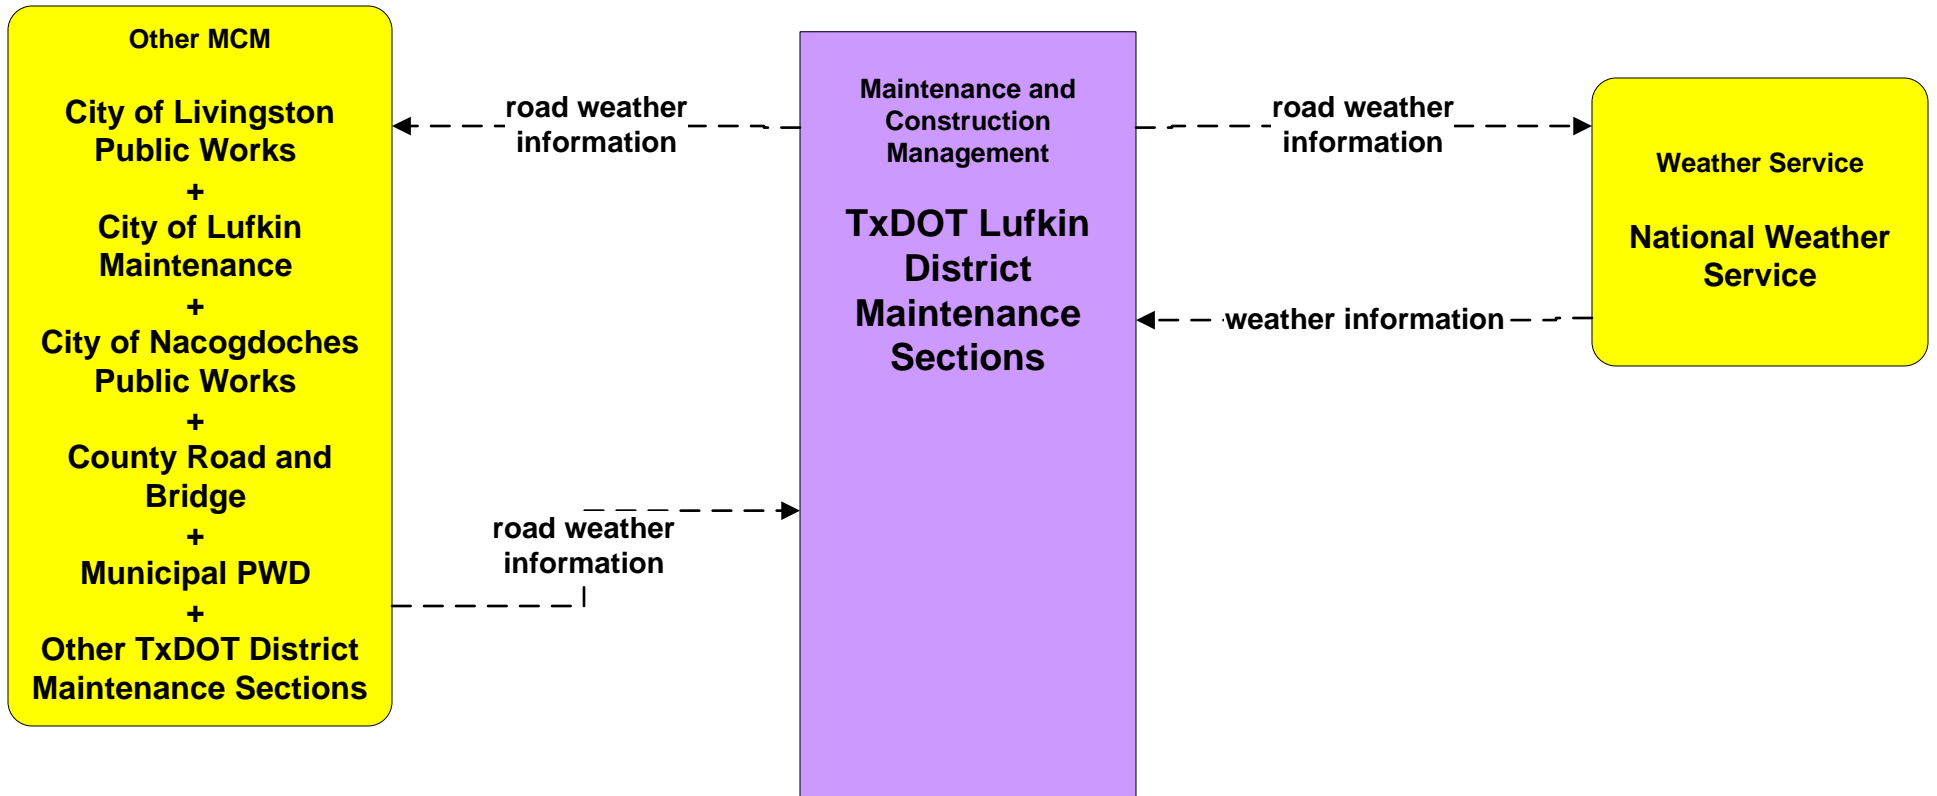 Other MCM
City of Livingston
Public Works
+
City of Lufkin
Maintenance
+
City of Nacogdoches
Public Works
+
County Road and
Bridge
+
Municipal PWD
+
Other TxDOT District
Maintenance Sections
road weather
information
road weather
information
Maintenance and
Construction
Management
TxDOT Lufkin
District
Maintenance
Sections
road weather
information
weather information
Weather Service
National Weather
Service